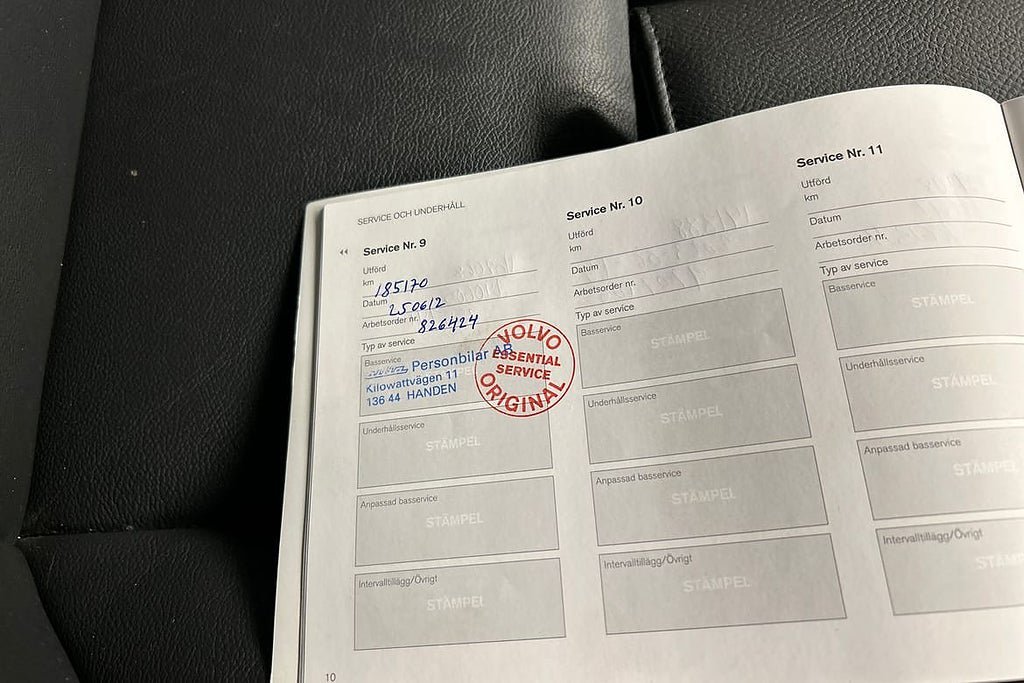 SERVICE OCH UNDERHÅLL
Service Nr. 9
Utförd
km 185170
Datum 250612
Arbetsorder nr. 826424
Typ av service
Basservice
Personbilar AB
Kilowattvägen 11
136 44 HANDEN
VOLVO
ESSENTIAL
SERVICE
ORIGINAL
Underhållsservice
STÄMPEL
Anpassad basservice
STÄMPEL
Intervalltillägg/Övrigt
STÄMPEL
10
Service Nr. 10
Utförd
km
Datum
Arbetsorder nr.
Typ av service
Basservice
STÄMPEL
Underhållsservice
STÄMPEL
Anpassad basservice
STÄMPEL
Intervalltillägg/Övrigt
STÄMPEL
Service Nr. 11
Utförd
km
Datum
Arbetsorder nr.
Typ av service
Basservice
STÄMPEL
Underhållsservice
STÄMPEL
Anpassad basservice
STÄMPEL
Intervalltillägg/Övrigt
STÄM